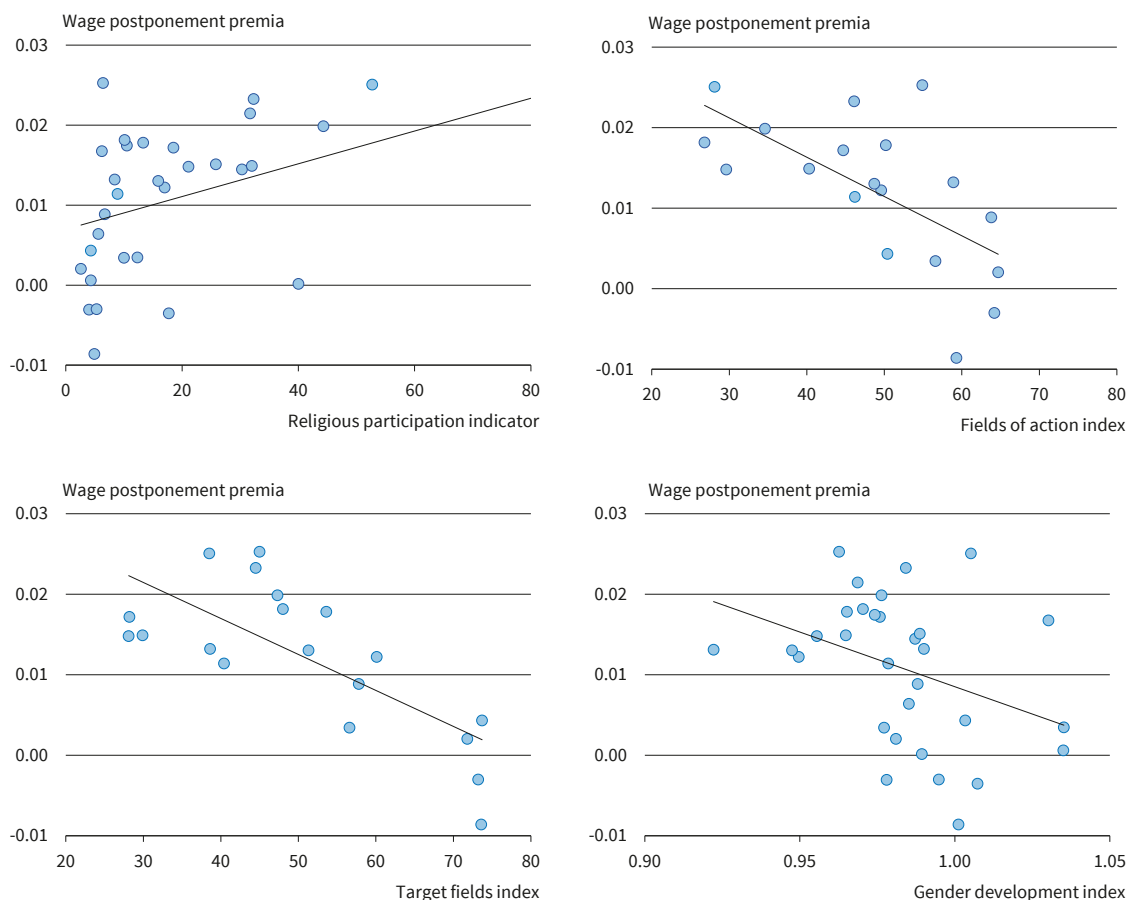 Wage postponement premia
0.03
0.02
0.01
0.00
-0.01
0 20 40 60 80
Religious participation indicator
Wage postponement premia
0.03
0.02
0.01
0.00
-0.01
20 30 40 50 60 70 80
Fields of action index
Wage postponement premia
0.03
0.02
0.01
0.00
-0.01
20 30 40 50 60 70 80
Target fields index
Wage postponement premia
0.03
0.02
0.01
0.00
-0.01
0.90 0.95 1.00 1.05
Gender development index